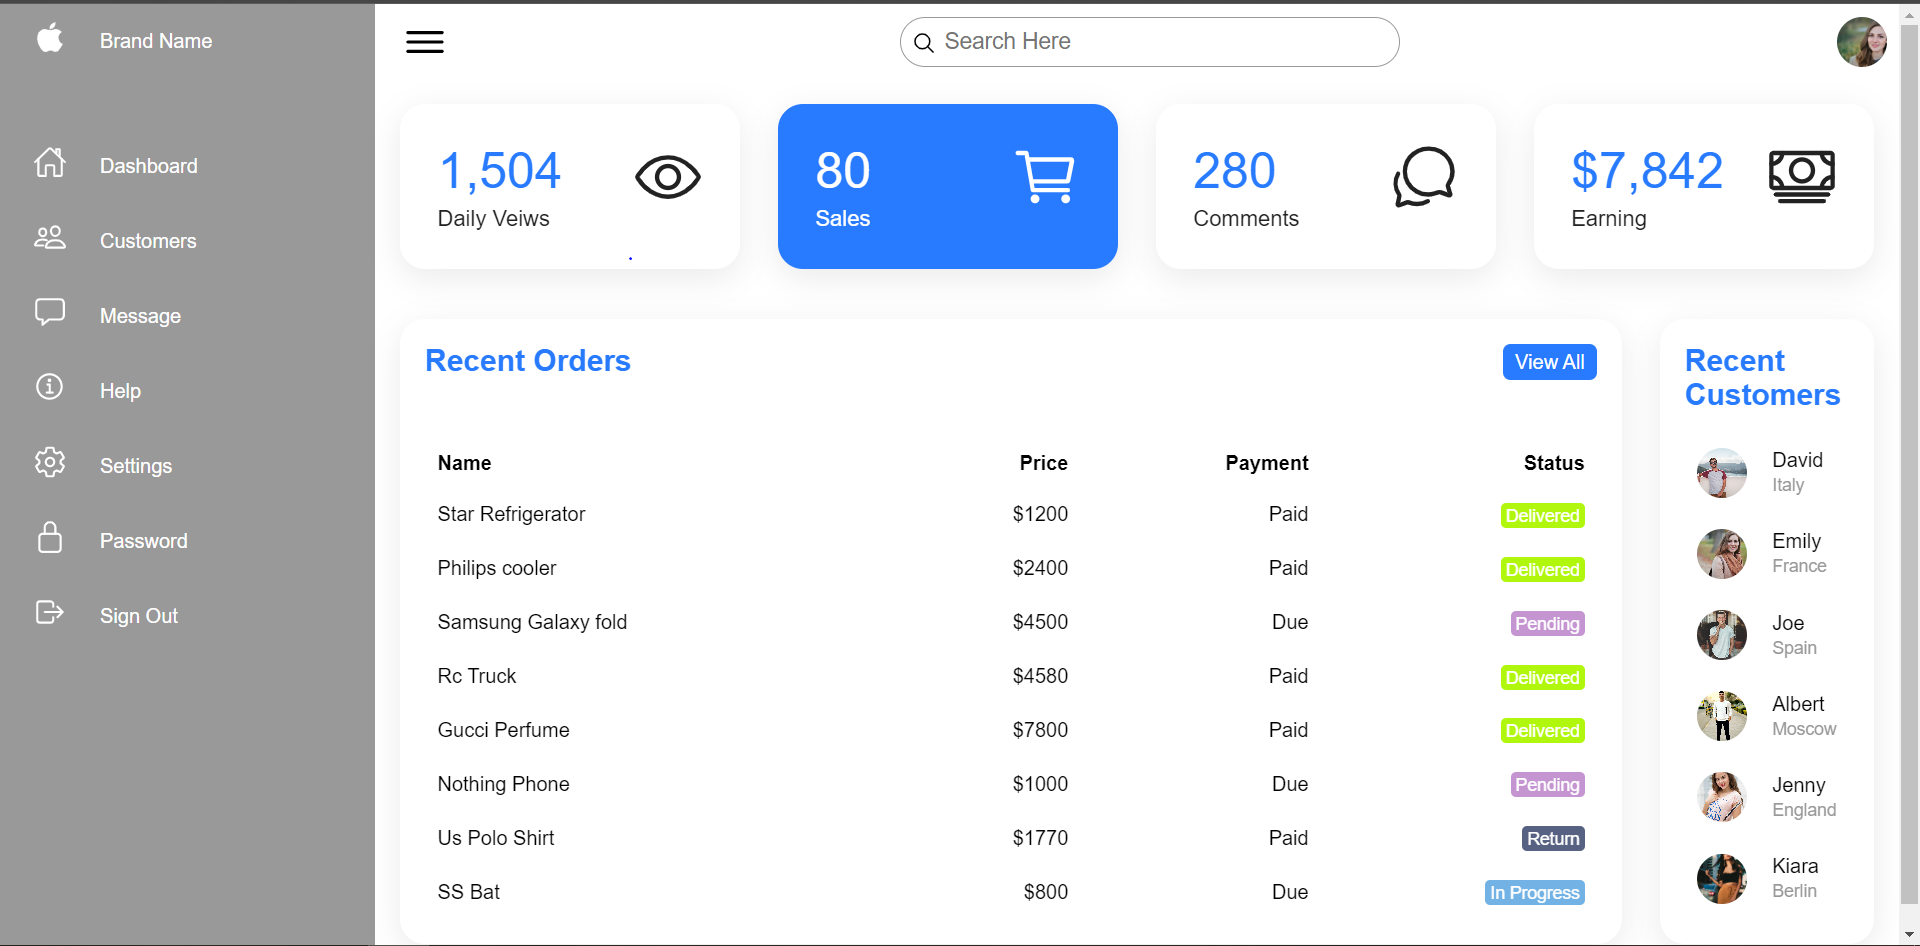 Brand Name
Search Here
Dashboard
Customers
Message
Help
Settings
Password
Sign Out
1,504
Daily Veiws
80
Sales
280
Comments
$7,842
Earning
Recent Orders
View All
Name Price Payment Status
Star Refrigerator $1200 Paid Delivered
Philips cooler $2400 Paid Delivered
Samsung Galaxy fold $4500 Due Pending
Rc Truck $4580 Paid Delivered
Gucci Perfume $7800 Paid Delivered
Nothing Phone $1000 Due Pending
Us Polo Shirt $1770 Paid Return
SS Bat $800 Due In Progress
Recent
Customers
David
Italy
Emily
France
Joe
Spain
Albert
Moscow
Jenny
England
Kiara
Berlin